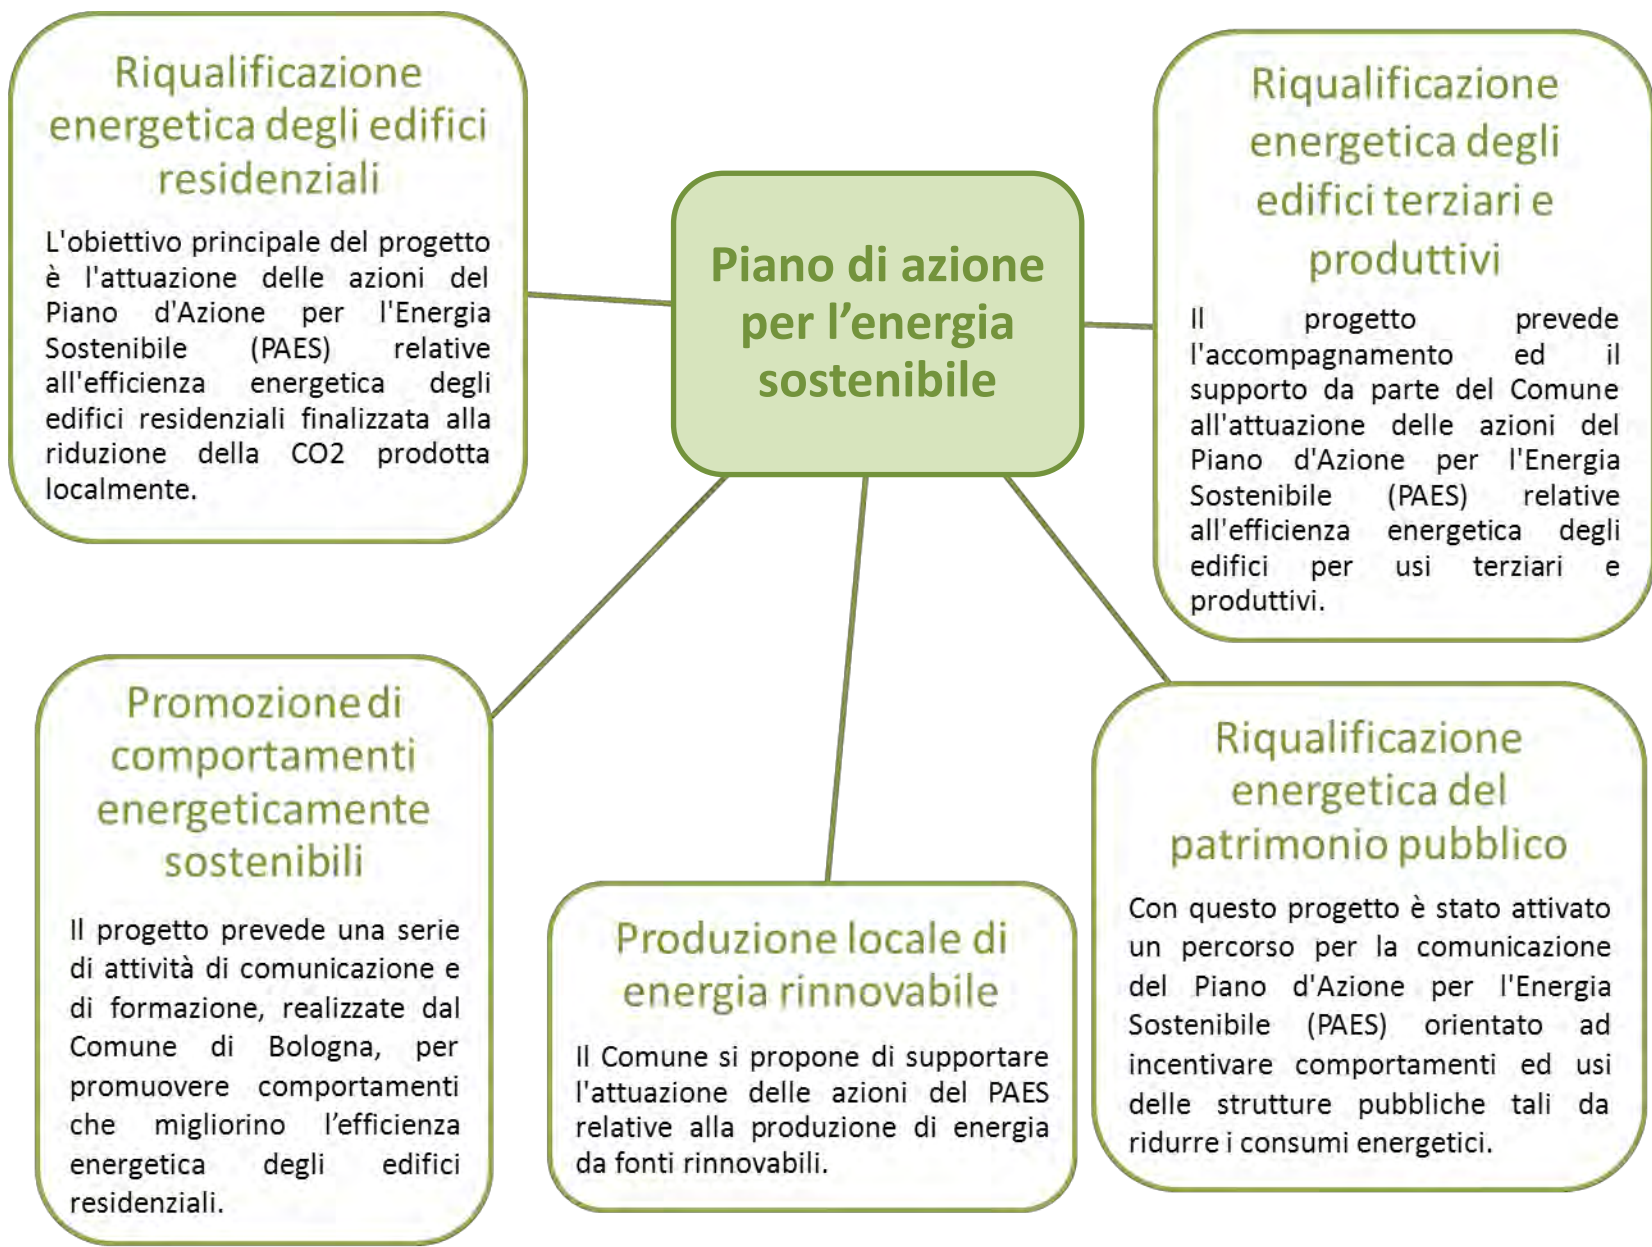 Riqualificazione
energetica degli edifici
residenziali
L'obiettivo principale del progetto
è l'attuazione delle azioni del
Piano d'Azione per l'Energia
Sostenibile (PAES) relative
all'efficienza energetica degli
edifici residenziali finalizzata alla
riduzione della CO2 prodotta
localmente.
Piano di azione
per l’energia
sostenibile
Riqualificazione
energetica degli
edifici terziari e
produttivi
Il progetto prevede
l'accompagnamento ed il
supporto da parte del Comune
all'attuazione delle azioni del
Piano d'Azione per l'Energia
Sostenibile (PAES) relative
all'efficienza energetica degli
edifici per usi terziari e
produttivi.
Promozione di
comportamenti
energeticamente
sostenibili
Il progetto prevede una serie
di attività di comunicazione e
di formazione, realizzate dal
Comune di Bologna, per
promuovere comportamenti
che migliorino l’efficienza
energetica degli edifici
residenziali.
Produzione locale di
energia rinnovabile
Il Comune si propone di supportare
l'attuazione delle azioni del PAES
relative alla produzione di energia
da fonti rinnovabili.
Riqualificazione
energetica del
patrimonio pubblico
Con questo progetto è stato attivato
un percorso per la comunicazione
del Piano d'Azione per l'Energia
Sostenibile (PAES) orientato ad
incentivare comportamenti ed usi
delle strutture pubbliche tali da
ridurre i consumi energetici.